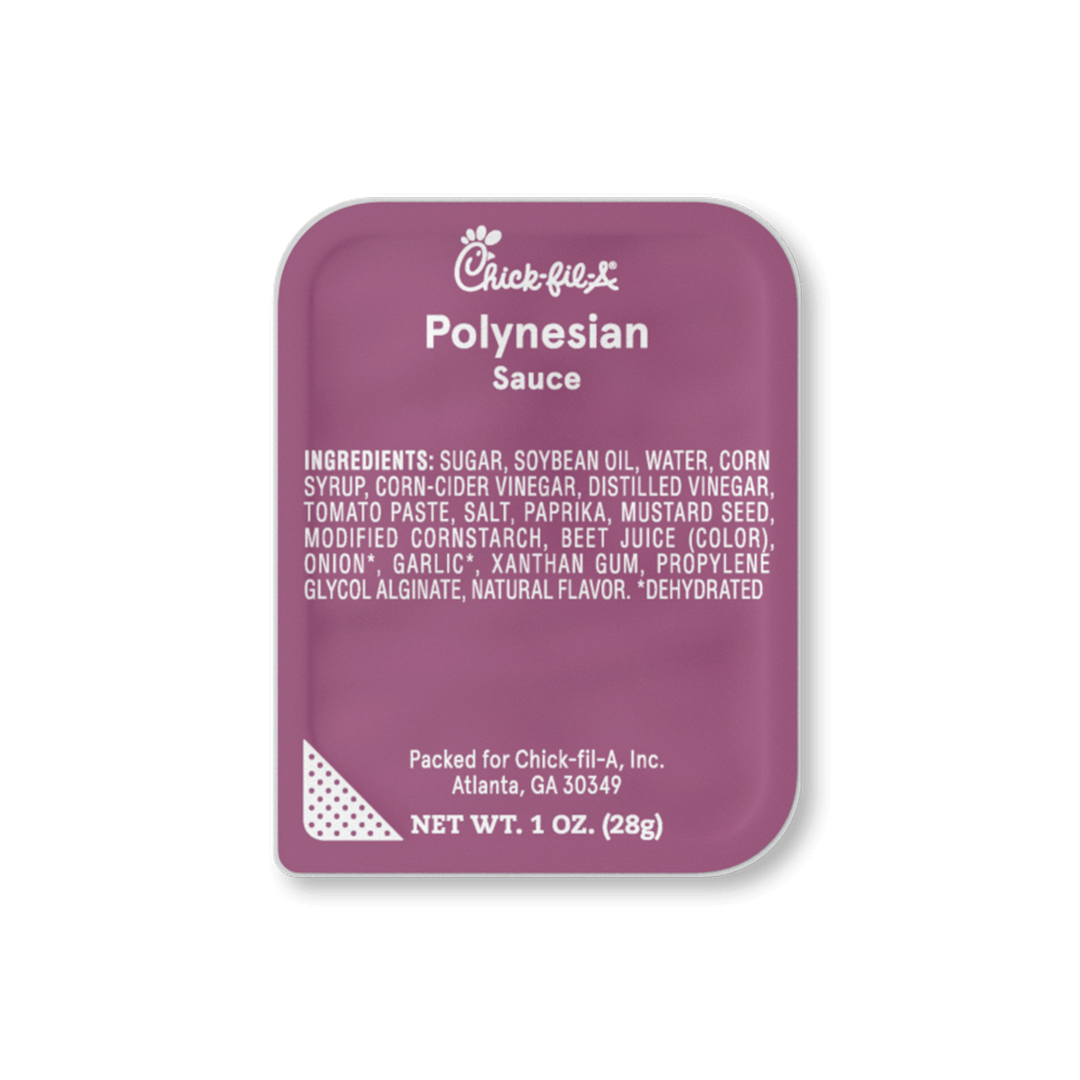 Chick-fil-A®
Polynesian
Sauce
INGREDIENTS: SUGAR, SOYBEAN OIL, WATER, CORN
SYRUP, CORN-CIDER VINEGAR, DISTILLED VINEGAR,
TOMATO PASTE, SALT, PAPRIKA, MUSTARD SEED,
MODIFIED CORNSTARCH, BEET JUICE (COLOR),
ONION*, GARLIC*, XANTHAN GUM, PROPYLENE
GLYCOL ALGINATE, NATURAL FLAVOR. *DEHYDRATED
Packed for Chick-fil-A, Inc.
Atlanta, GA 30349
NET WT. 1 OZ. (28g)